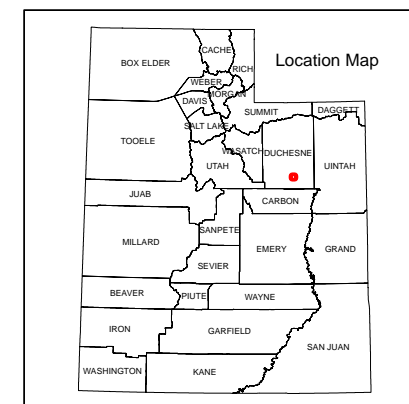 Location Map
CACHE
BOX ELDER
RICH
WEBER
MORGAN
DAVIS
SUMMIT
DAGGETT
SALT LAKE
TOOELE
WASATCH
DUCHESNE
UTAH
UINTAH
JUAB
CARBON
SANPETE
MILLARD
EMERY
GRAND
SEVIER
BEAVER
PIUTE
WAYNE
IRON
GARFIELD
SAN JUAN
WASHINGTON
KANE